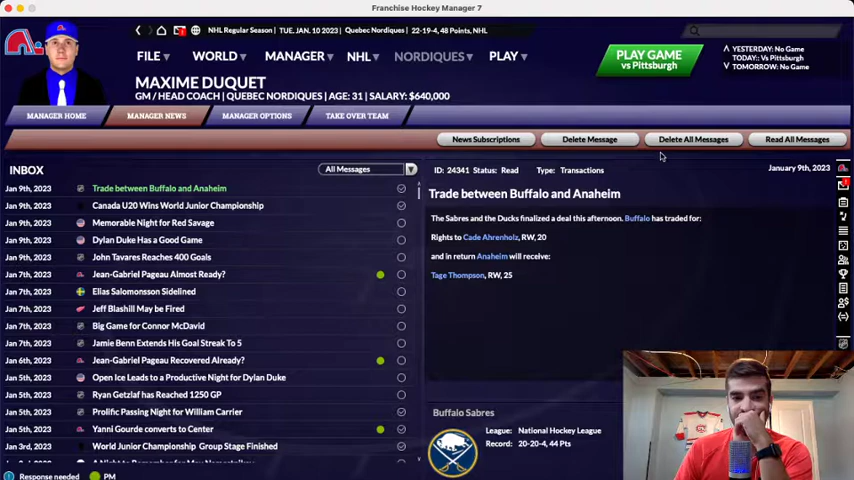 Franchise Hockey Manager 7
NHL Regular Season | TUE. JAN. 10 2023 | Quebec Nordiques | 22-19-4, 48 Points, NHL
FILE WORLD MANAGER NHL NORDIQUES PLAY
PLAY GAME
vs Pittsburgh
YESTERDAY: No Game
TODAY:: Vs Pittsburgh
TOMORROW: No Game
MAXIME DUQUET
GM / HEAD COACH | QUEBEC NORDIQUES | AGE: 31 | SALARY: $640,000
MANAGER HOME MANAGER NEWS MANAGER OPTIONS TAKE OVER TEAM
News Subscriptions Delete Message Delete All Messages Read All Messages
INBOX All Messages
Jan 9th, 2023 Trade between Buffalo and Anaheim
Jan 9th, 2023 Canada U20 Wins World Junior Championship
Jan 9th, 2023 Memorable Night for Red Savage
Jan 9th, 2023 Dylan Duke Has a Good Game
Jan 9th, 2023 John Tavares Reaches 400 Goals
Jan 7th, 2023 Jean-Gabriel Pageau Almost Ready?
Jan 7th, 2023 Elias Salomonsson Sidelined
Jan 7th, 2023 Jeff Blashill May be Fired
Jan 7th, 2023 Big Game for Connor McDavid
Jan 7th, 2023 Jamie Benn Extends His Goal Streak To 5
Jan 6th, 2023 Jean-Gabriel Pageau Recovered Already?
Jan 5th, 2023 Open Ice Leads to a Productive Night for Dylan Duke
Jan 5th, 2023 Ryan Getzlaf has Reached 1250 GP
Jan 5th, 2023 Prolific Passing Night for William Carrier
Jan 5th, 2023 Yanni Gourde converts to Center
Jan 3rd, 2023 World Junior Championship Group Stage Finished
Response needed PM
ID: 24341 Status: Read Type: Transactions January 9th, 2023
Trade between Buffalo and Anaheim
The Sabres and the Ducks finalized a deal this afternoon. Buffalo has traded for:
Rights to Cade Ahrenholz, RW, 20
and in return Anaheim will receive:
Tage Thompson, RW, 25
Buffalo Sabres
League: National Hockey League
Record: 20-20-4, 44 Pts